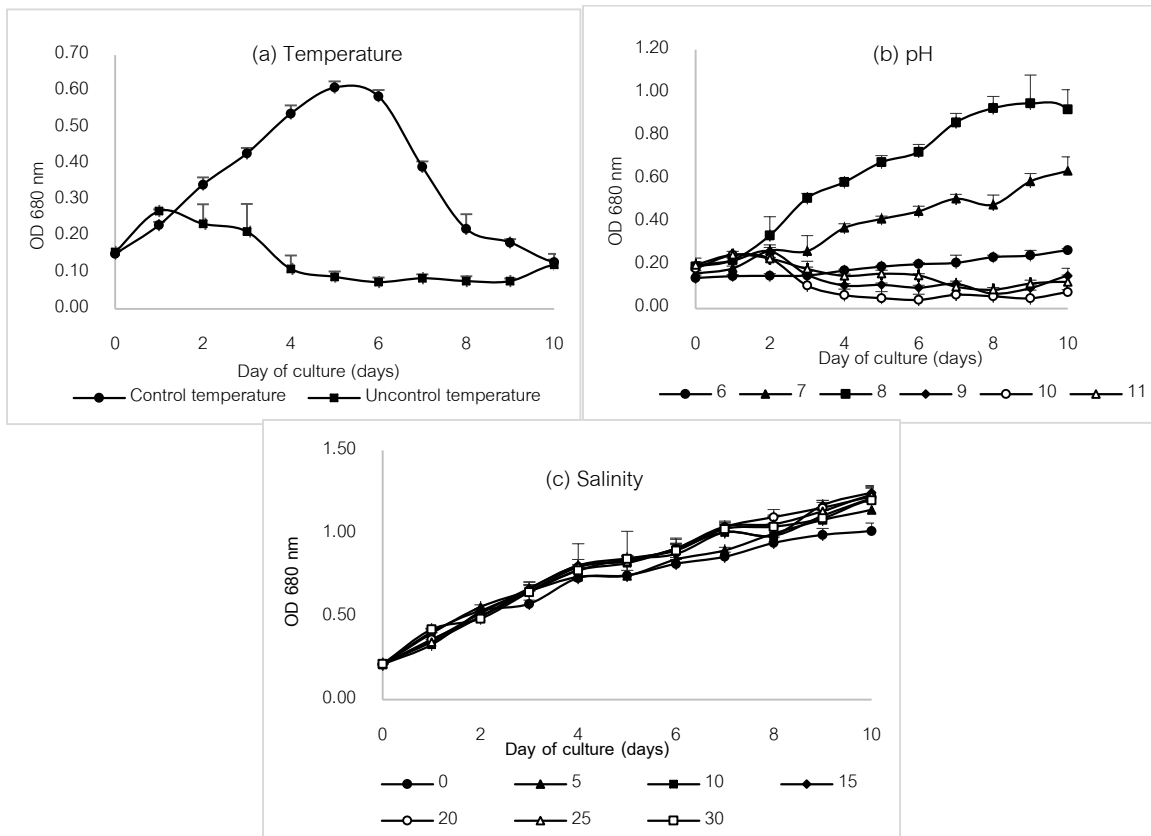 (a) Temperature
0.70
0.60
0.50
0.40
0.30
0.20
0.10
0.00
OD 680 nm
0 2 4 6 8 10
Day of culture (days)
Control temperature Uncontrol temperature
(b) pH
1.20
1.00
0.80
0.60
0.40
0.20
0.00
OD 680 nm
0 2 4 6 8 10
Day of culture (days)
6 7 8 9 10 11
(c) Salinity
1.50
1.00
0.50
0.00
OD 680 nm
0 2 4 6 8 10
Day of culture (days)
0 5 10 15
20 25 30